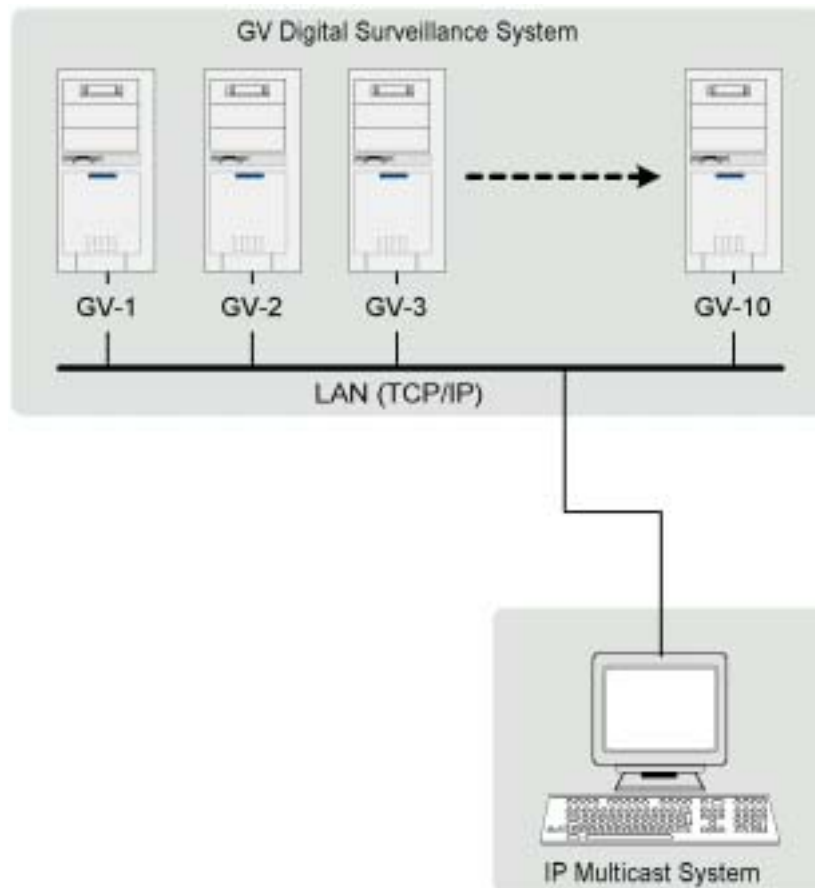 GV Digital Surveillance System
GV-1 GV-2 GV-3 GV-10
LAN (TCP/IP)
IP Multicast System